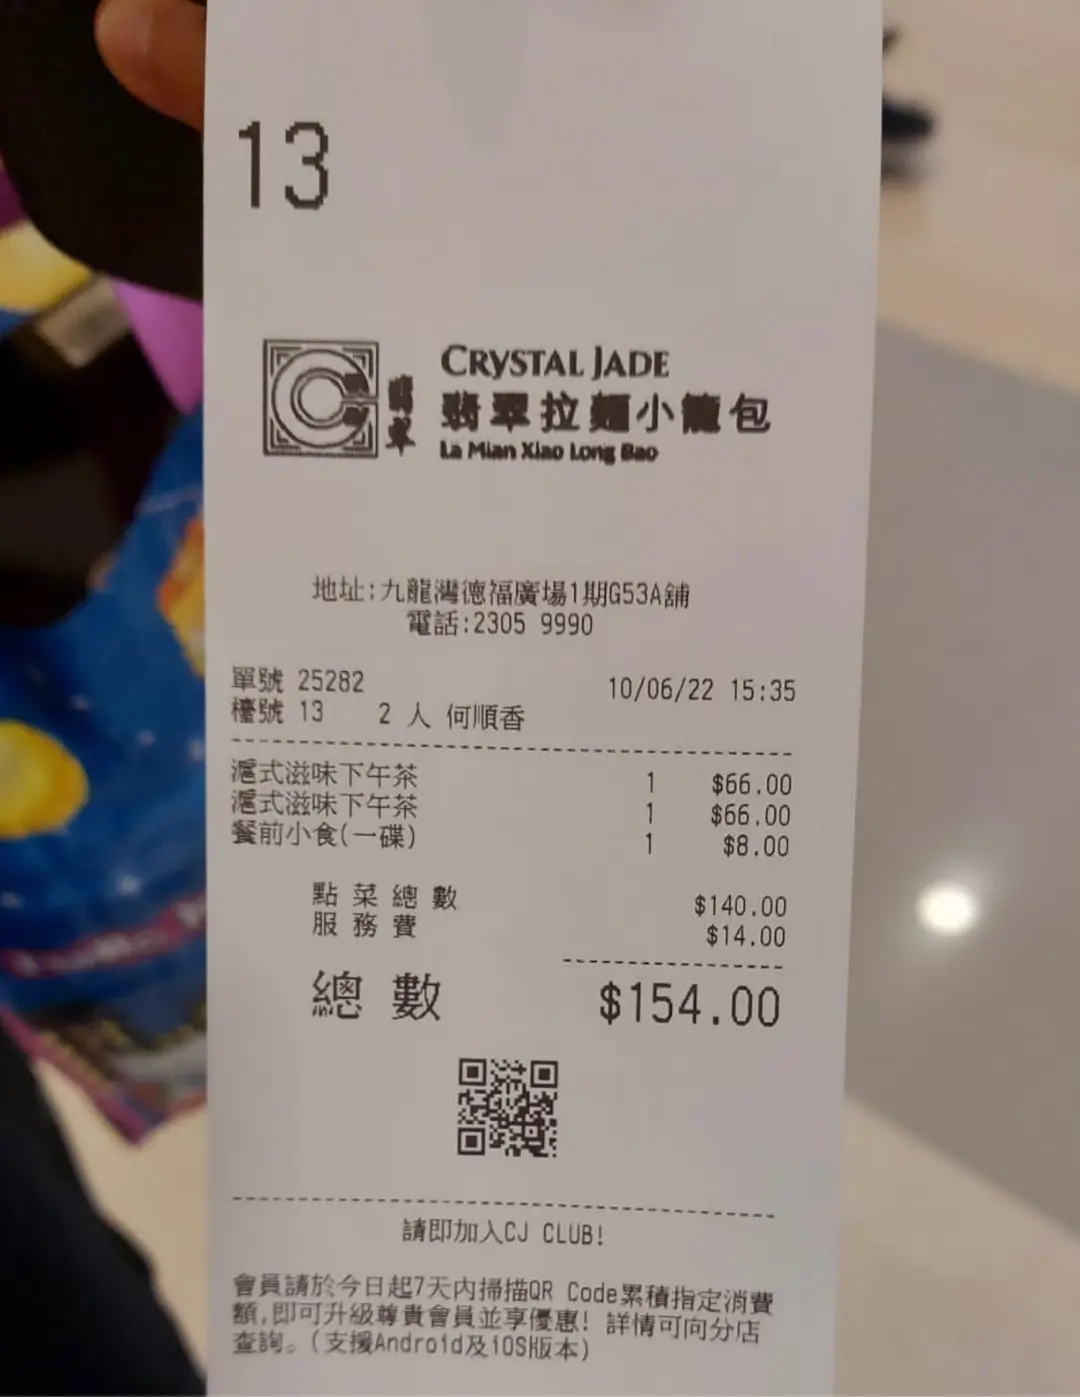 13
CRYSTAL JADE
翡翠拉麵小籠包
La Mian Xiao Long Bao
翡翠
地址:九龍灣德福廣場1期G53A舖
電話:2305 9990
單號 25282 10/06/22 15:35
檯號 13 2 人 何順香
滬式滋味下午茶 1 $66.00
滬式滋味下午茶 1 $66.00
餐前小食(一碟) 1 $8.00
點菜總數 $140.00
服務費 $14.00
總數 $154.00
請即加入CJ CLUB!
會員請於今日起7天內掃描QR Code累積指定消費
額,即可升級尊貴會員並享優惠! 詳情可向分店
查詢。(支援Android及iOS版本)